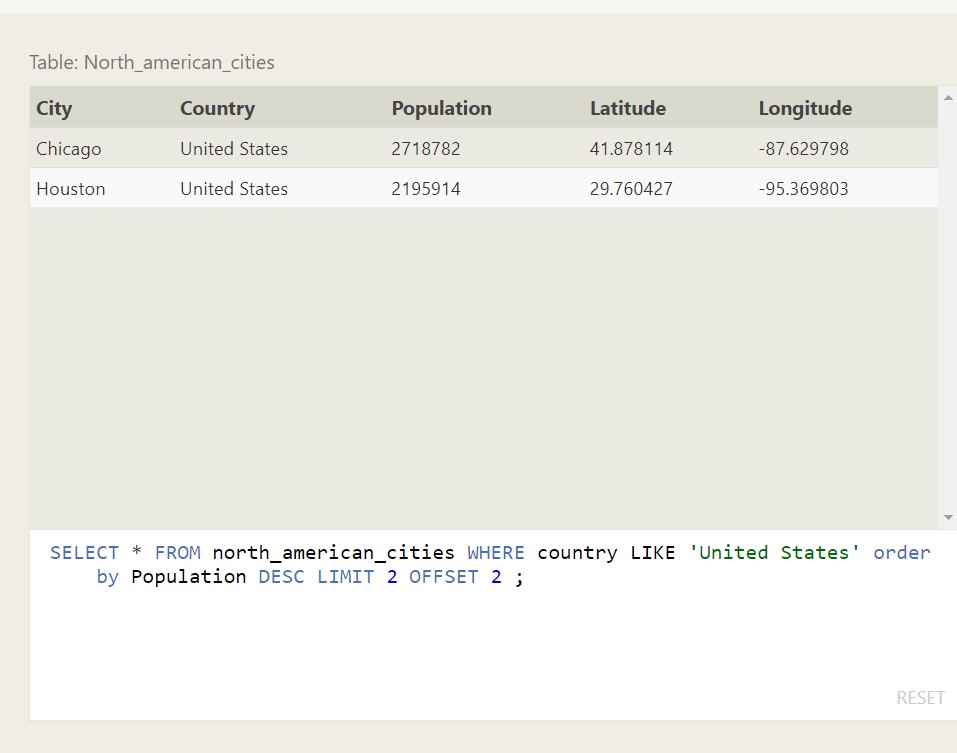 Table: North_american_cities
City Country Population Latitude Longitude
Chicago United States 2718782 41.878114 -87.629798
Houston United States 2195914 29.760427 -95.369803
SELECT * FROM north_american_cities WHERE country LIKE 'United States' order
by Population DESC LIMIT 2 OFFSET 2 ;
RESET